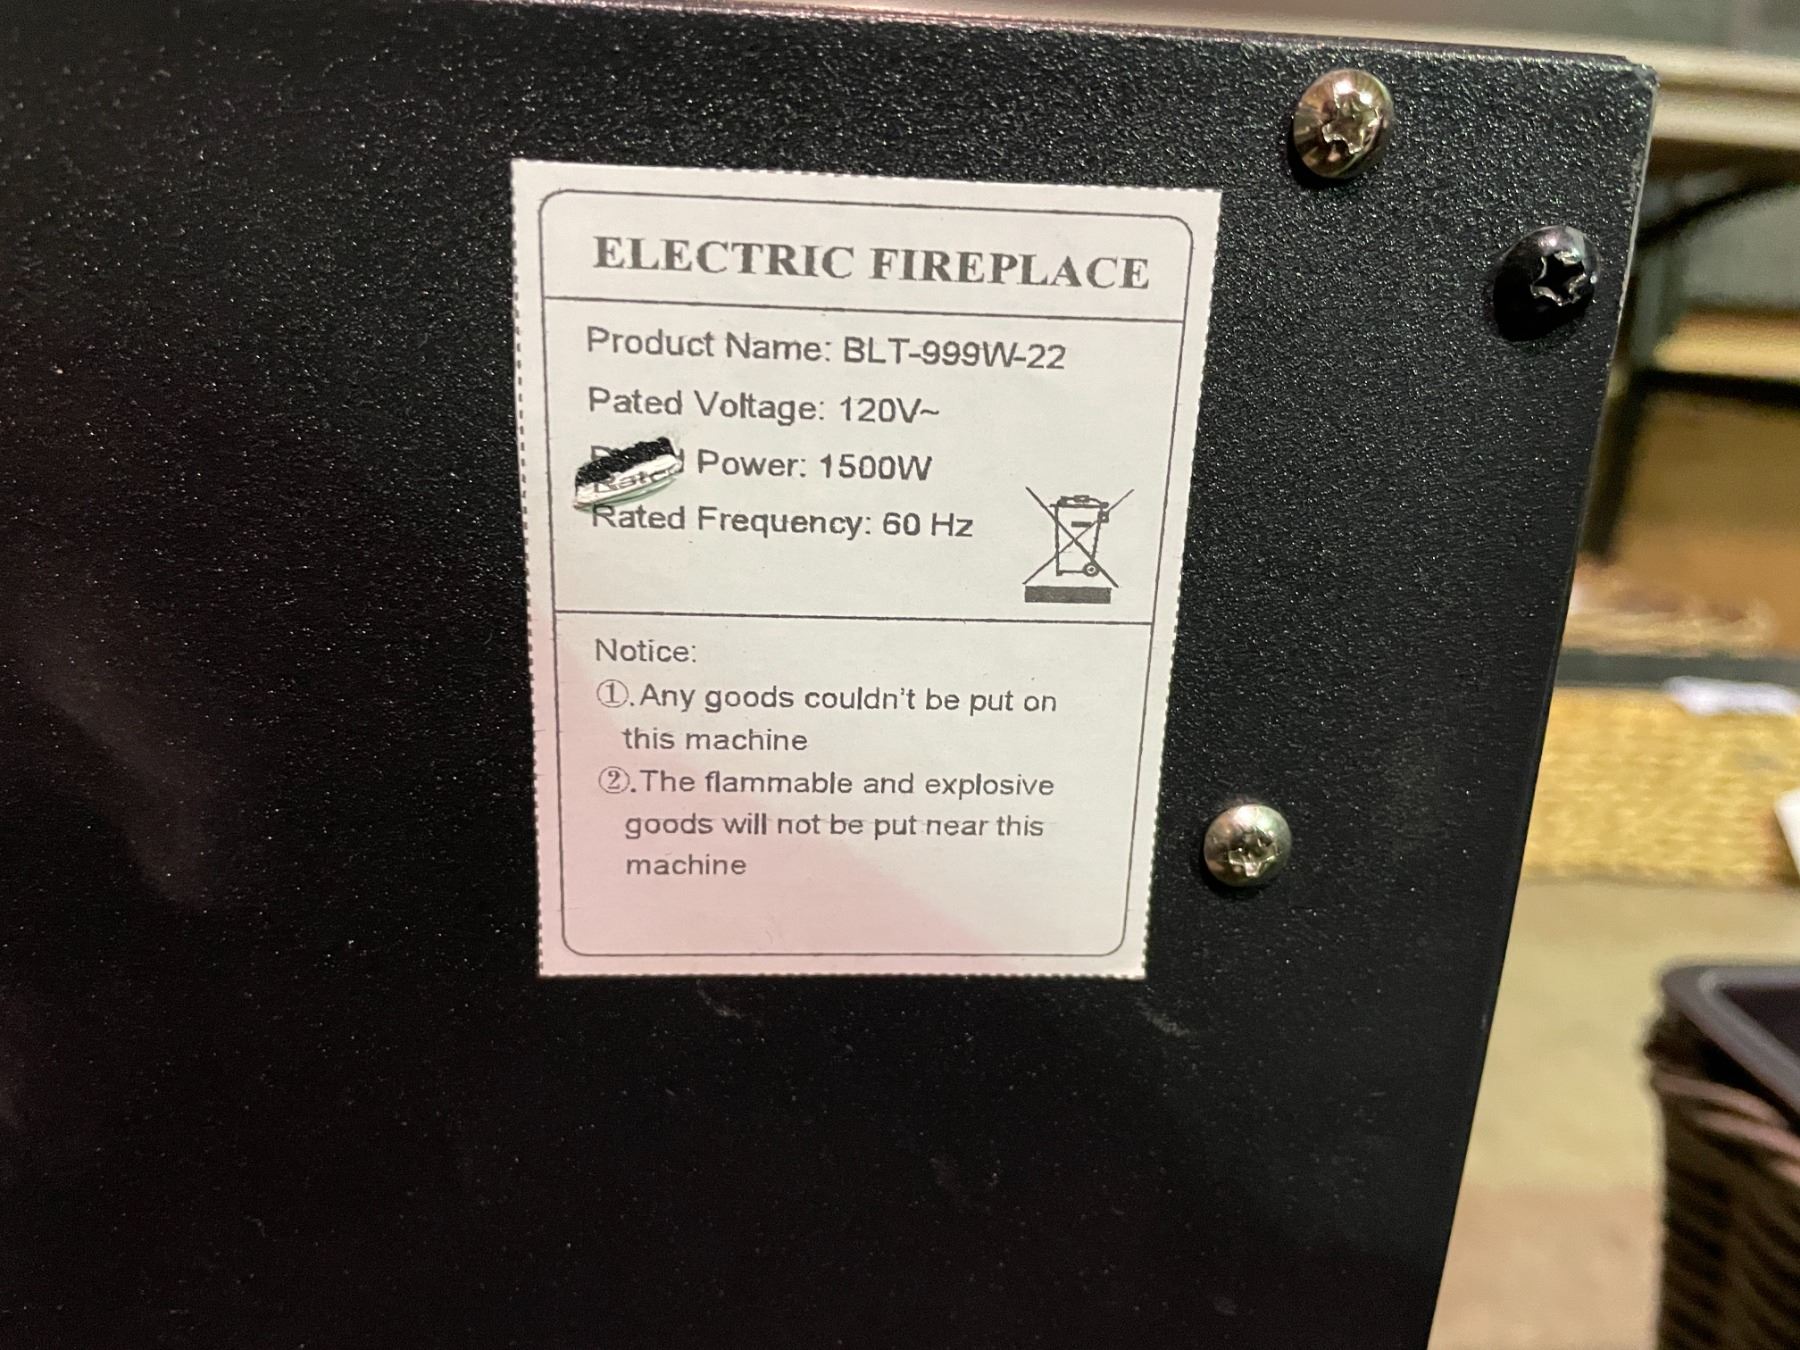 ELECTRIC FIREPLACE
Product Name: BLT-999W-22
Pated Voltage: 120V~
Rated Power: 1500W
Rated Frequency: 60 Hz
Notice:
①.Any goods couldn't be put on
this machine
②.The flammable and explosive
goods will not be put near this
machine